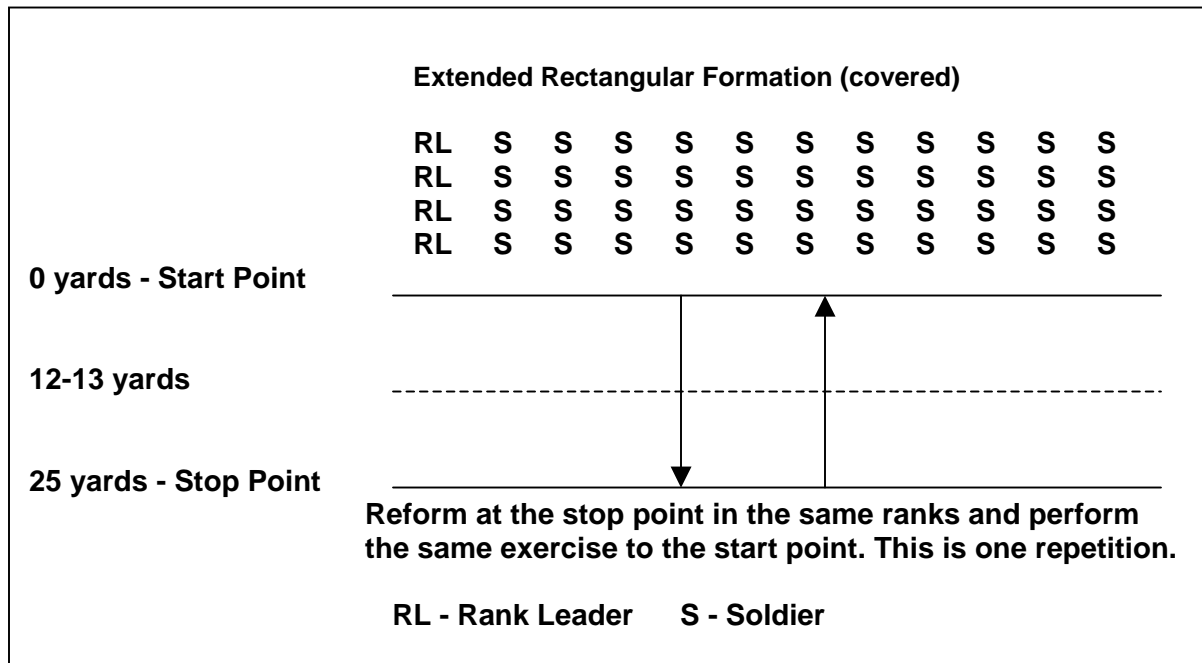 Extended Rectangular Formation (covered)
RL S S S S S S S S S S S
RL S S S S S S S S S S S
RL S S S S S S S S S S S
RL S S S S S S S S S S S
0 yards - Start Point
12-13 yards
25 yards - Stop Point
Reform at the stop point in the same ranks and perform
the same exercise to the start point. This is one repetition.
RL - Rank Leader S - Soldier